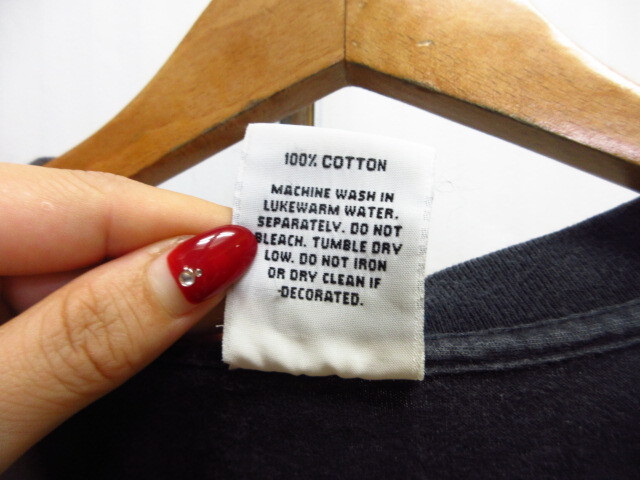 100% COTTON
MACHINE WASH IN
LUKEWARM WATER.
SEPARATELY. DO NOT
BLEACH. TUMBLE DRY
LOW. DO NOT IRON
OR DRY CLEAN IF
DECORATED.